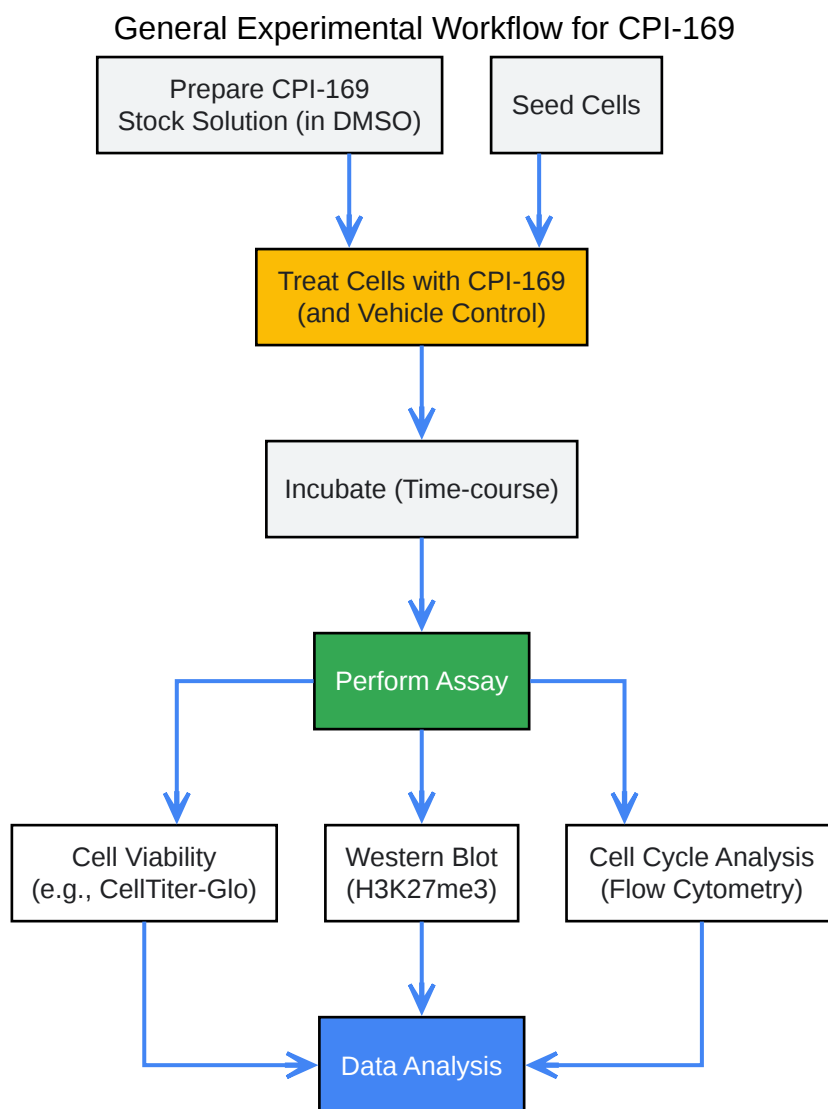 General Experimental Workflow for CPI-169
Prepare CPI-169
Stock Solution (in DMSO)
Seed Cells
Treat Cells with CPI-169
(and Vehicle Control)
Incubate (Time-course)
Perform Assay
Cell Viability
(e.g., CellTiter-Glo)
Western Blot
(H3K27me3)
Cell Cycle Analysis
(Flow Cytometry)
Data Analysis